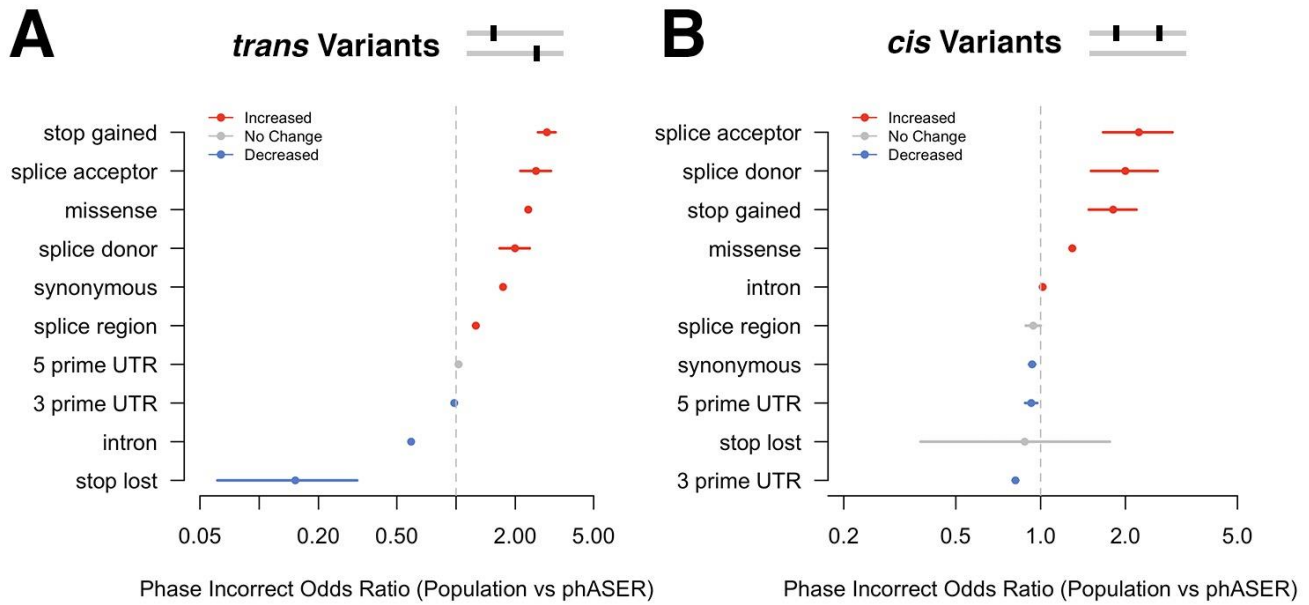 A
trans Variants
Increased
No Change
Decreased
stop gained
splice acceptor
missense
splice donor
synonymous
splice region
5 prime UTR
3 prime UTR
intron
stop lost
0.05
0.20
0.50
2.00
5.00
Phase Incorrect Odds Ratio (Population vs phASER)
B
cis Variants
Increased
No Change
Decreased
splice acceptor
splice donor
stop gained
missense
intron
splice region
synonymous
5 prime UTR
stop lost
3 prime UTR
0.2
0.5
1.0
2.0
5.0
Phase Incorrect Odds Ratio (Population vs phASER)